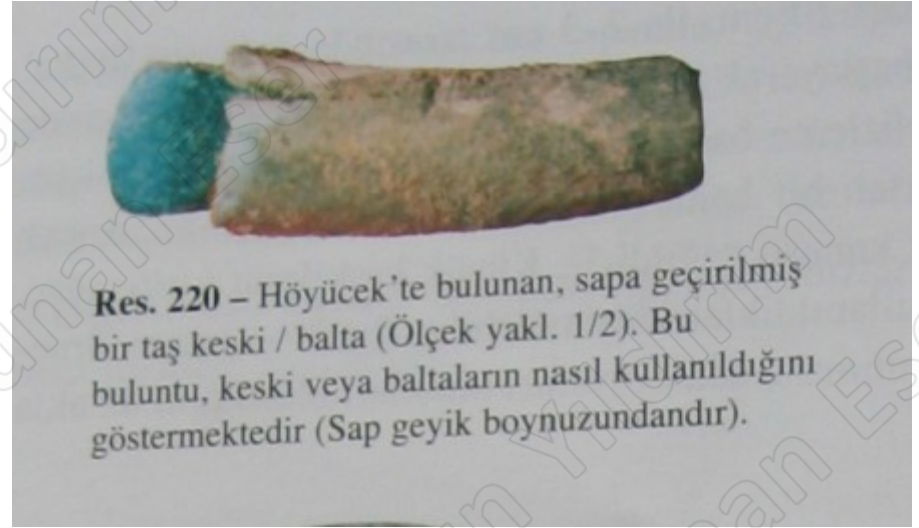 Res. 220 – Höyücek'te bulunan, sapa geçirilmiş
bir taş keski / balta (Ölçek yakl. 1/2). Bu
buluntu, keski veya baltaların nasıl kullanıldığını
göstermektedir (Sap geyik boynuzundandır).